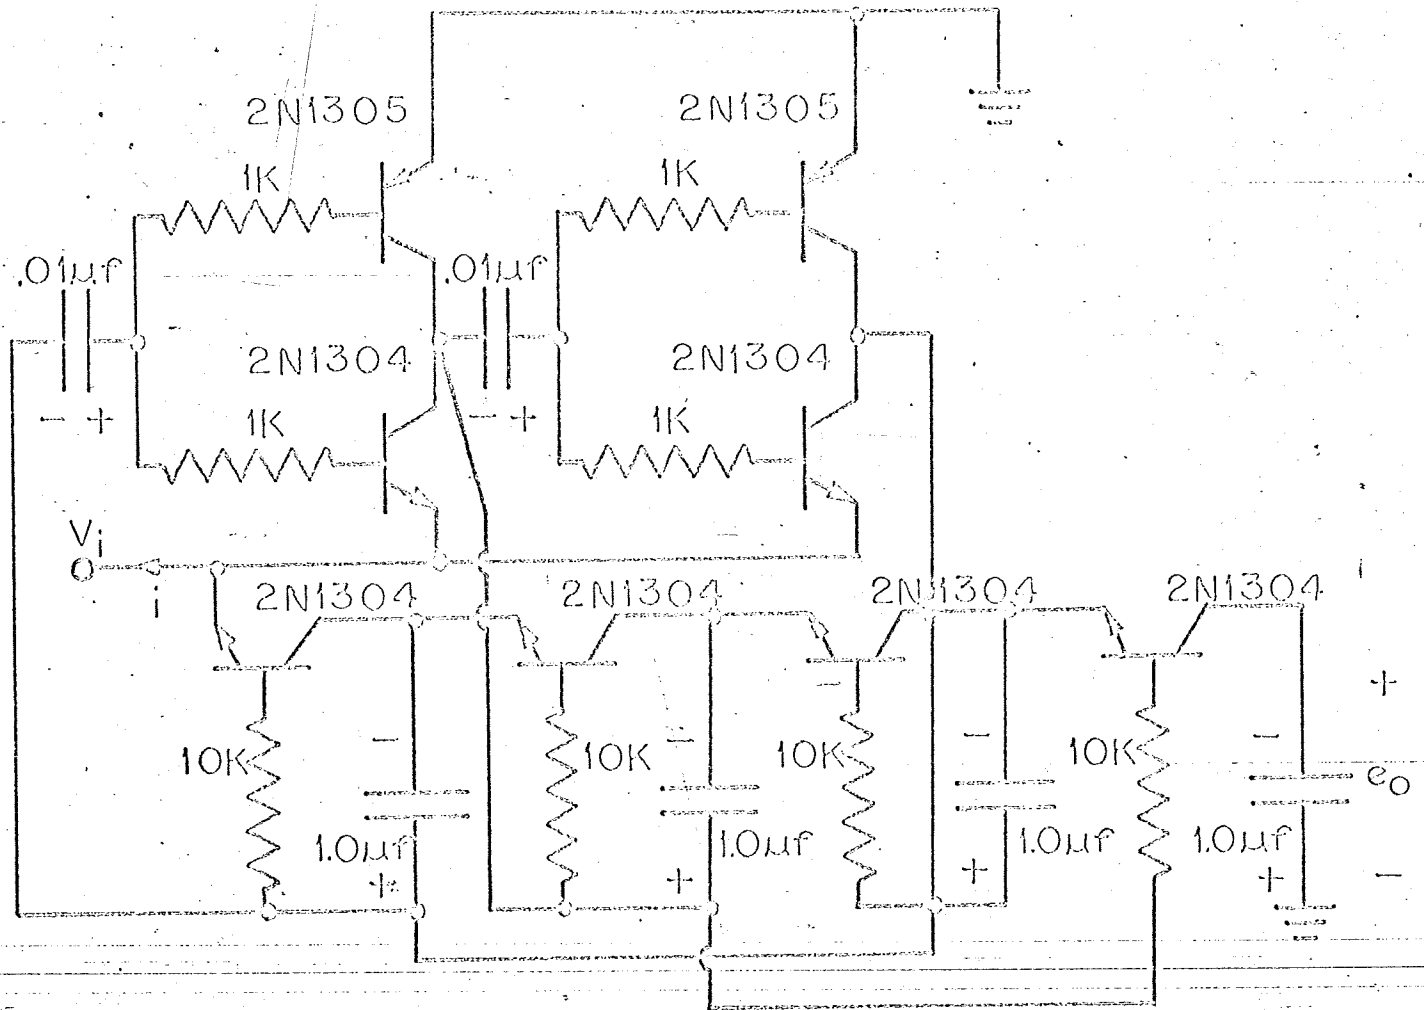 2N1305 2N1305
1K 1K
.01μf .01μf
2N1304 2N1304
- + - +
1K 1K
Vi
i
2N1304 2N1304 2N1304 2N1304
- - - - +
10K 10K 10K 10K
eo
1.0μf 1.0μf 1.0μf 1.0μf
+ + + + -